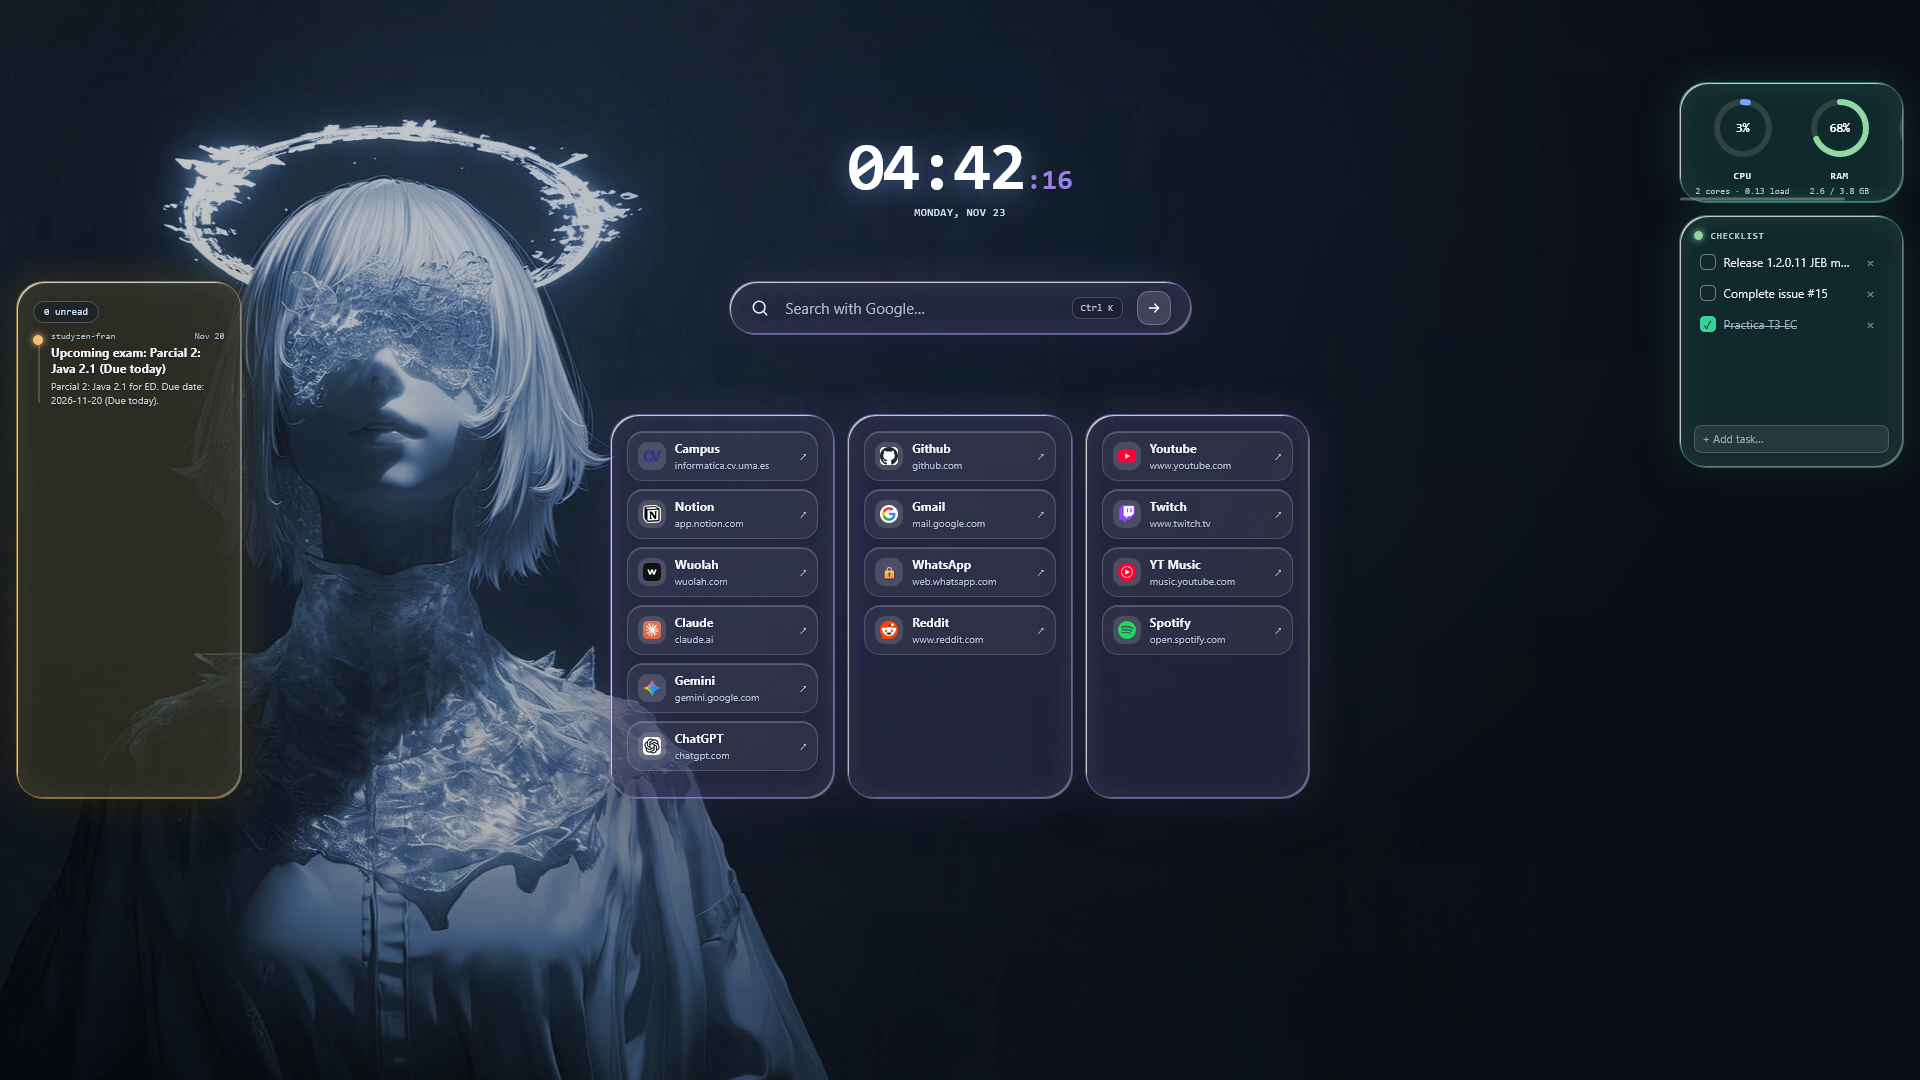 04:42:16
MONDAY, NOV 23
Search with Google...
Ctrl K
0 unread
studyzen-fran
Nov 20
Upcoming exam: Parcial 2:
Java 2.1 (Due today)
Parcial 2: Java 2.1 for ED. Due date:
2026-11-20 (Due today).
Campus
informatica.cv.uma.es
Notion
app.notion.com
Wuolah
wuolah.com
Claude
claude.ai
Gemini
gemini.google.com
ChatGPT
chatgpt.com
Github
github.com
Gmail
mail.google.com
WhatsApp
web.whatsapp.com
Reddit
www.reddit.com
Youtube
www.youtube.com
Twitch
www.twitch.tv
YT Music
music.youtube.com
Spotify
open.spotify.com
3%
68%
CPU
RAM
2 cores · 0.13 load
2.6 / 3.8 GB
CHECKLIST
Release 1.2.0.11 JEB m...
Complete issue #15
Practica T3 EC
+ Add task...